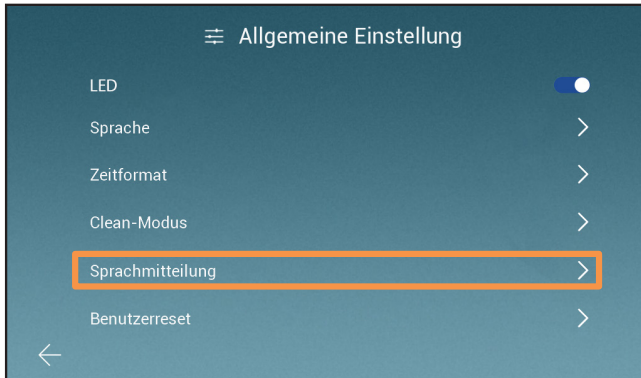 Allgemeine Einstellung
LED
Sprache
Zeitformat
Clean-Modus
Sprachmitteilung
Benutzerreset